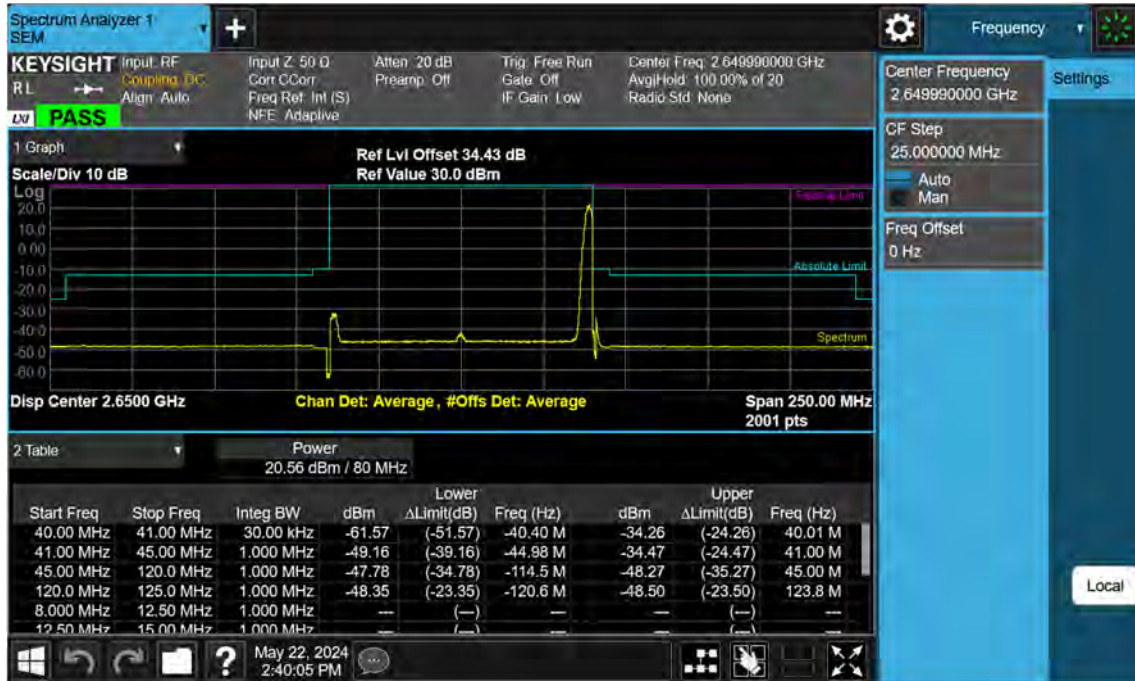 Spectrum Analyzer 1
SEM
Frequency
KEYSIGHT
RL
LXI
PASS
Input: RF
Coupling: DC
Align: Auto
Input Z: 50 Ω
Corr CCorr
Freq Ref: Int (S)
NFE: Adaptive
Atten: 20 dB
Preamp: Off
Trig: Free Run
Gate: Off
IF Gain: Low
Center Freq: 2.649990000 GHz
Avg|Hold: 100.00% of 20
Radio Std: None
Center Frequency
2.649990000 GHz
Settings
CF Step
25.000000 MHz
Auto
Man
Freq Offset
0 Hz
Local
1 Graph
Scale/Div 10 dB
Ref Lvl Offset 34.43 dB
Ref Value 30.0 dBm
Log
20.0
10.0
0.00
-10.0
-20.0
-30.0
-40.0
-50.0
-60.0
Absolute Limit
Spectrum
Disp Center 2.6500 GHz
Chan Det: Average, #Offs Det: Average
Span 250.00 MHz
2001 pts
2 Table
Power
20.56 dBm / 80 MHz
Lower Upper
Start Freq Stop Freq Integ BW dBm ΔLimit(dB) Freq (Hz) dBm ΔLimit(dB) Freq (Hz)
40.00 MHz 41.00 MHz 30.00 kHz -61.57 (-51.57) -40.40 M -34.26 (-24.26) 40.01 M
41.00 MHz 45.00 MHz 1.000 MHz -49.16 (-39.16) -44.98 M -34.47 (-24.47) 41.00 M
45.00 MHz 120.0 MHz 1.000 MHz -47.78 (-34.78) -114.5 M -48.27 (-35.27) 45.00 M
120.0 MHz 125.0 MHz 1.000 MHz -48.35 (-23.35) -120.6 M -48.50 (-23.50) 123.8 M
8.000 MHz 12.50 MHz 1.000 MHz --- (---) --- --- (---) ---
12.50 MHz 15.00 MHz 1.000 MHz --- (---) --- --- (---) ---
?
May 22, 2024
2:40:05 PM